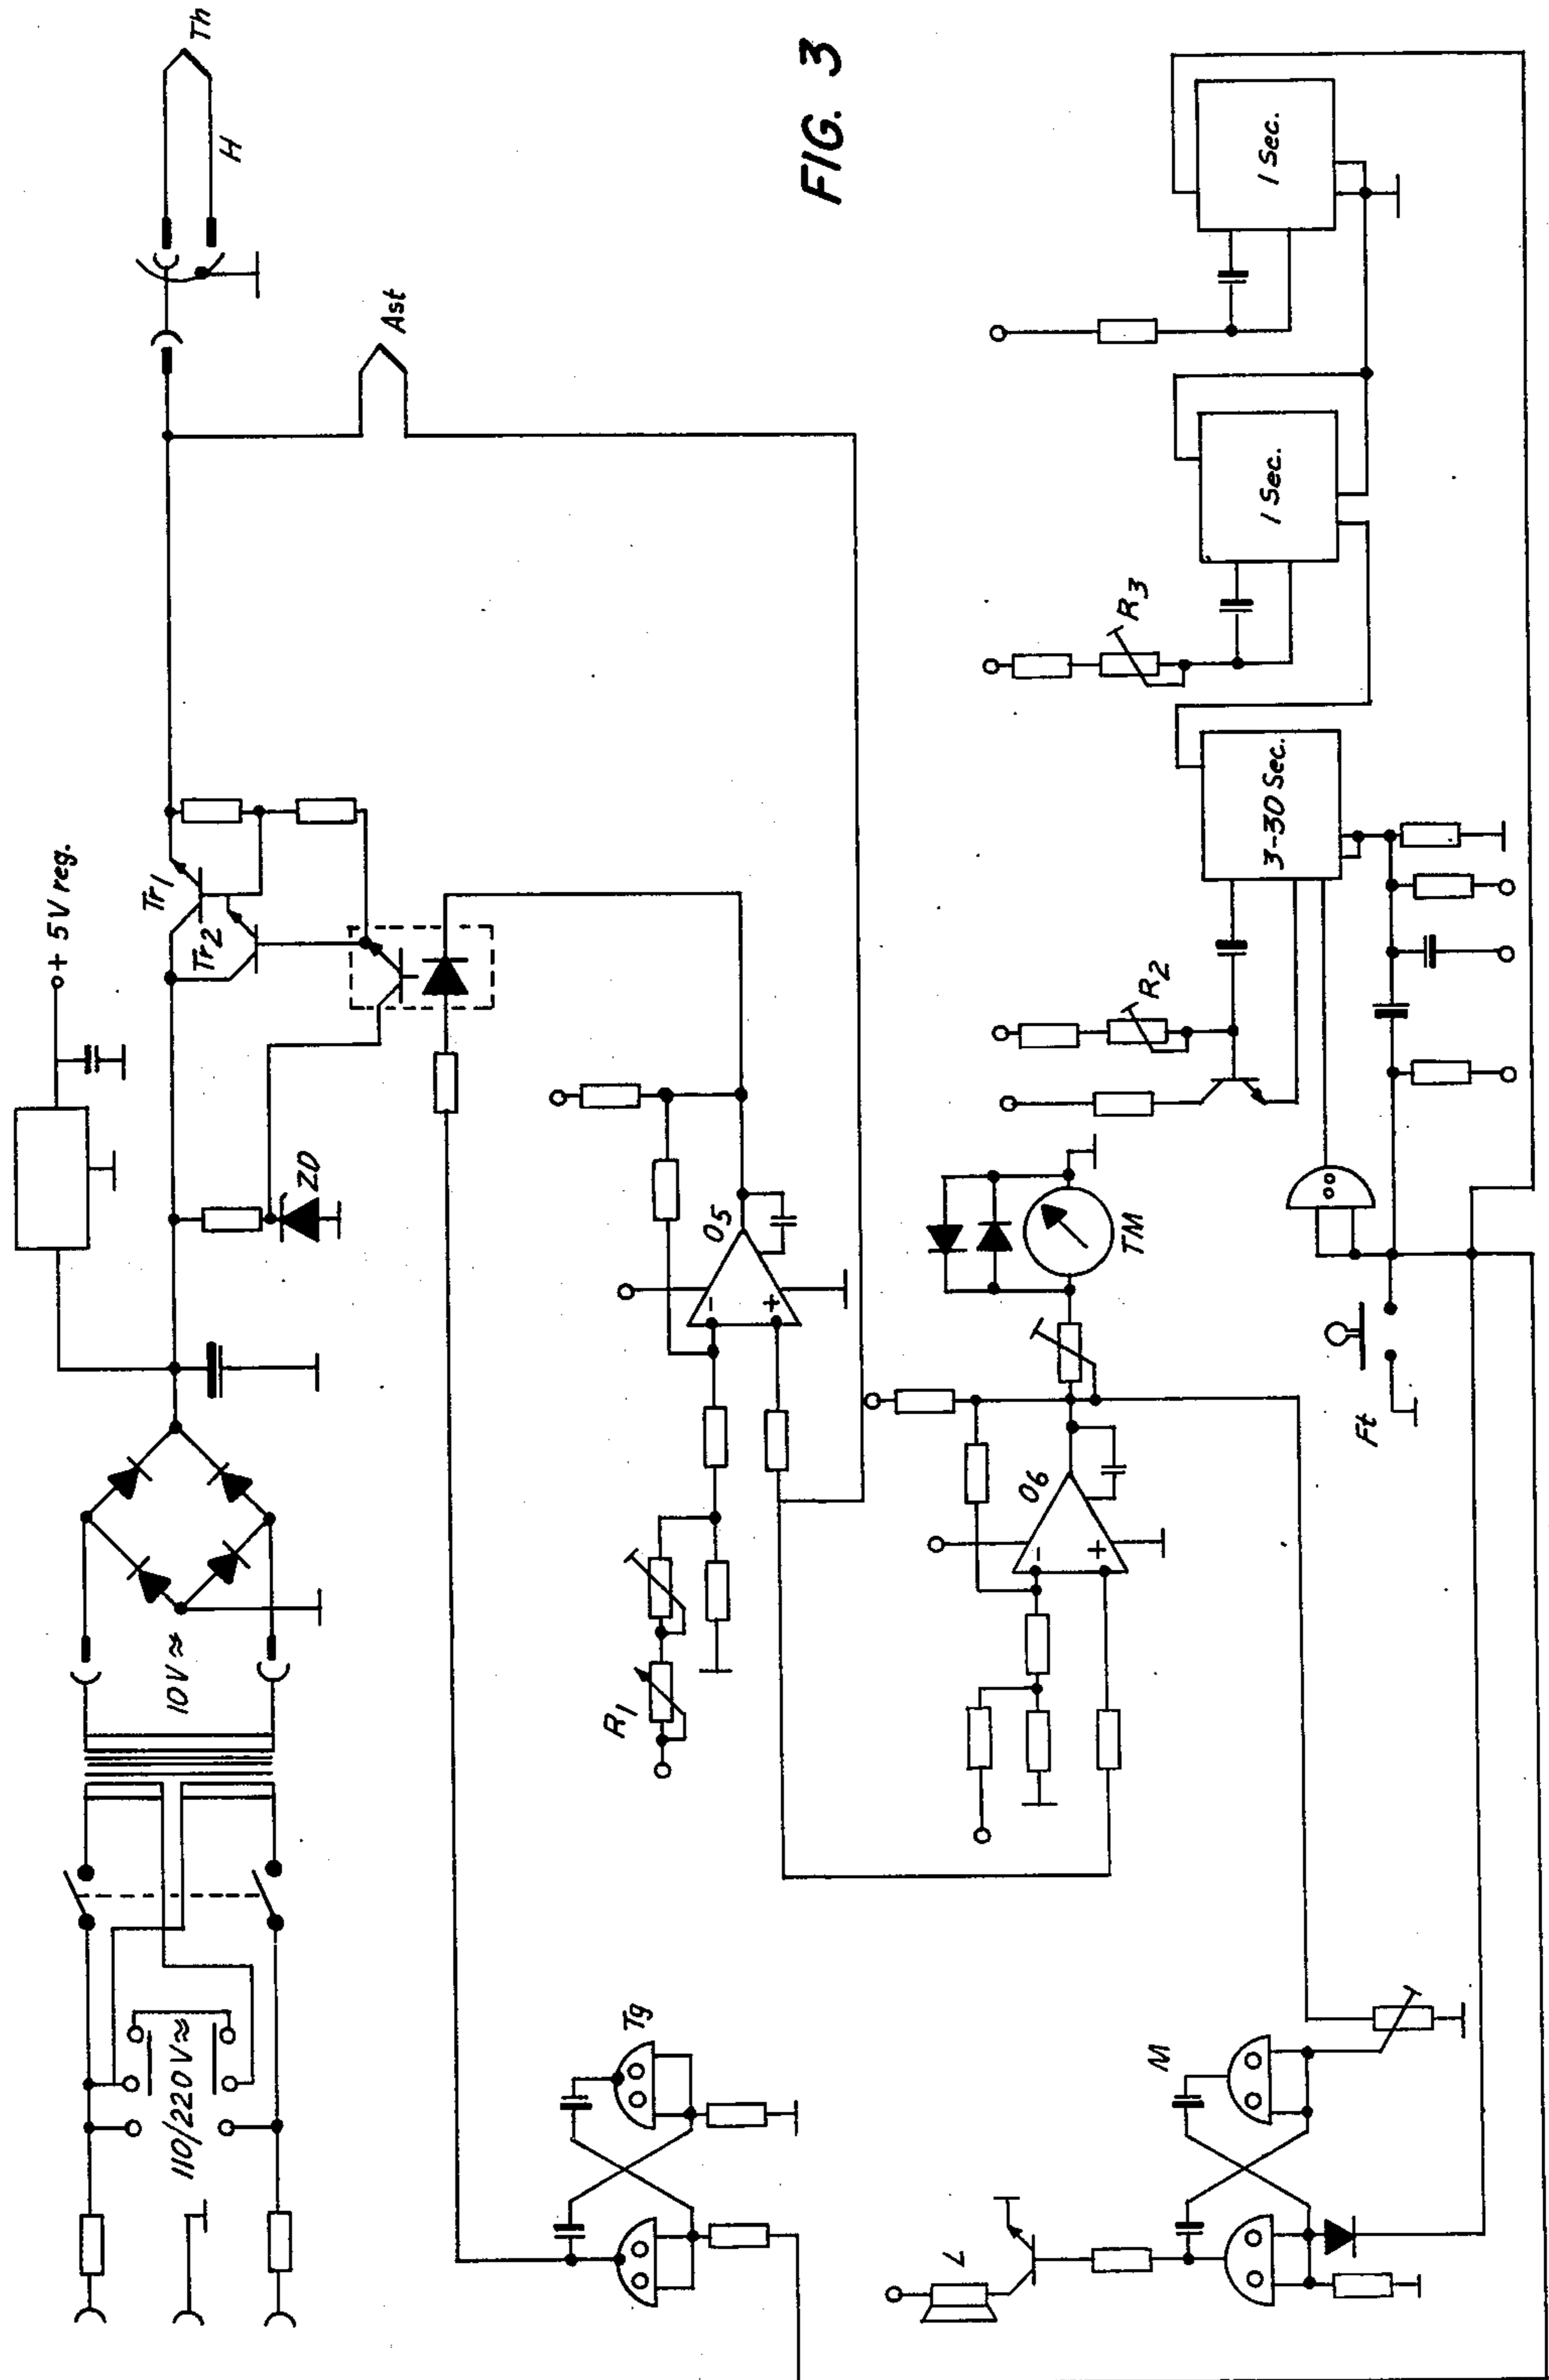 + 5V reg.
Th
H
Ast
Tr1
Tr2
ZD
10V≈
110/220V≈
FIG. 3
O5
-
+
R1
Tg
O6
-
+
TM
R2
R3
3-30 Sec.
1 Sec.
1 Sec.
Ft
M
L